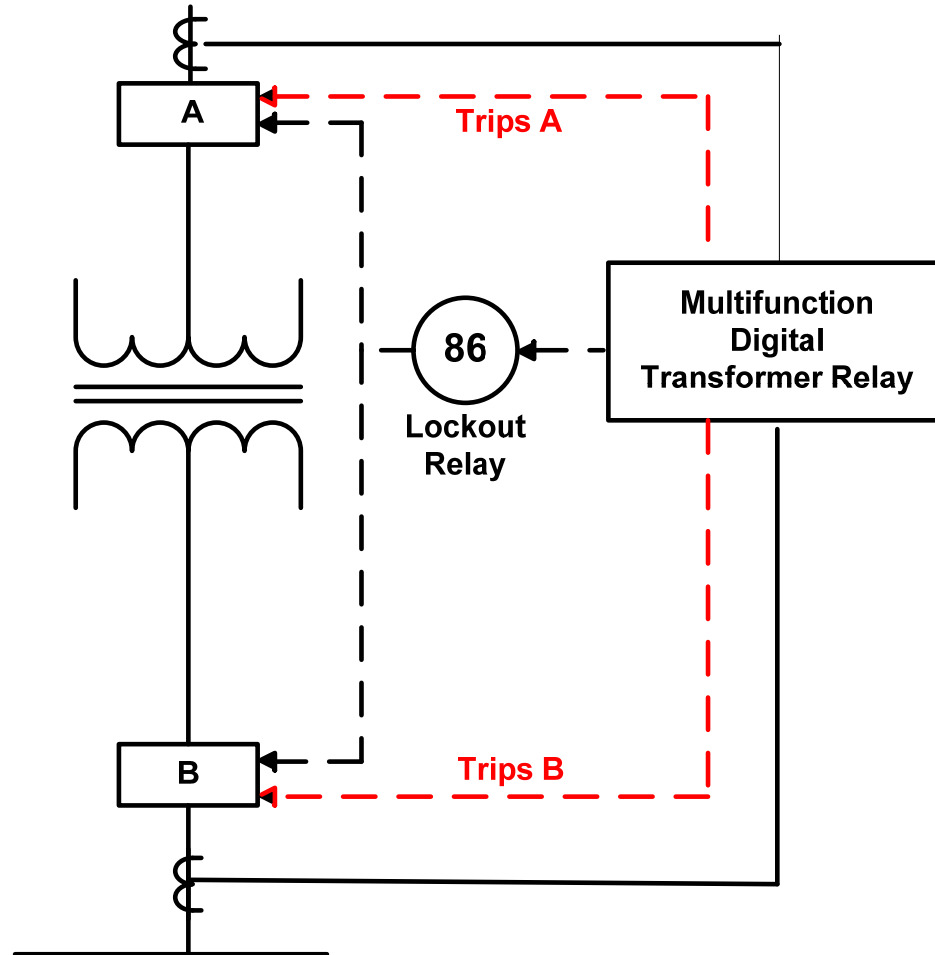 A
Trips A
Multifunction
Digital
Transformer Relay
86
Lockout
Relay
B
Trips B